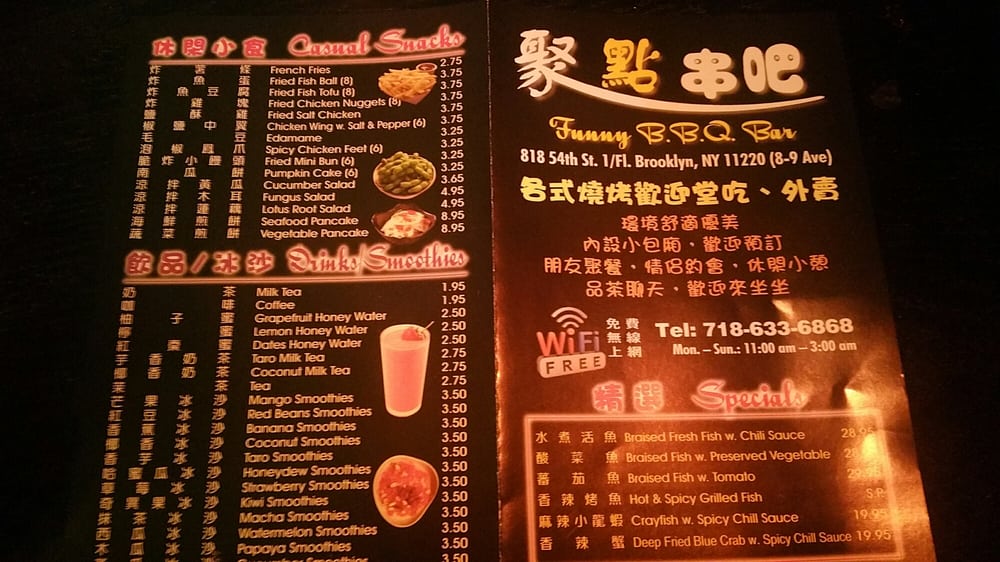 休閒小食 Casual Snacks
炸薯條 French Fries 2.75
炸魚蛋 Fried Fish Ball (8) 3.75
炸魚豆腐 Fried Fish Tofu (8) 3.75
炸雞塊 Fried Chicken Nuggets (8) 3.75
鹽酥雞 Fried Salt Chicken 3.75
椒鹽中翼 Chicken Wing w. Salt & Pepper (6) 3.75
毛豆 Edamame 3.25
泡椒鳳爪 Spicy Chicken Feet (6) 3.75
脆炸小饅頭 Fried Mini Bun (6) 3.25
南瓜餅 Pumpkin Cake (6) 3.25
涼拌黃瓜 Cucumber Salad 3.65
涼拌木耳 Fungus Salad 4.95
涼拌蓮藕 Lotus Root Salad 4.95
海鮮煎餅 Seafood Pancake 8.95
蔬菜煎餅 Vegetable Pancake 8.95
飲品/冰沙 Drinks/Smoothies
奶茶 Milk Tea 1.95
咖啡 Coffee 1.95
柚子蜜 Grapefruit Honey Water 2.50
檸蜜 Lemon Honey Water 2.50
紅棗蜜 Dates Honey Water 2.50
芋香奶茶 Taro Milk Tea 2.75
椰香奶茶 Coconut Milk Tea 2.75
茶 Tea 2.75
芒果冰沙 Mango Smoothies 3.50
紅豆冰沙 Red Beans Smoothies 3.50
香蕉冰沙 Banana Smoothies 3.50
椰香冰沙 Coconut Smoothies 3.50
香芋冰沙 Taro Smoothies 3.50
哈蜜瓜冰沙 Honeydew Smoothies 3.50
草莓冰沙 Strawberry Smoothies 3.50
奇異果冰沙 Kiwi Smoothies 3.50
抹茶冰沙 Macha Smoothies 3.50
西瓜冰沙 Watermelon Smoothies 3.50
木瓜冰沙 Papaya Smoothies 3.50
聚點串吧
Funny B.B.Q. Bar
818 54th St. 1/Fl. Brooklyn, NY 11220 (8-9 Ave)
各式燒烤歡迎堂吃、外賣
環境舒適優美
內設小包廂，歡迎預訂
朋友聚餐，情侶約會，休閒小憩
品茶聊天，歡迎來坐坐
WiFi FREE
免費
無線
上網
Tel: 718-633-6868
Mon. – Sun.: 11:00 am – 3:00 am
精選 Specials
水煮活魚 Braised Fresh Fish w. Chili Sauce 28.95
酸菜魚 Braised Fish w. Preserved Vegetable
蕃茄魚 Braised Fish w. Tomato
香辣烤魚 Hot & Spicy Grilled Fish S.P.
麻辣小龍蝦 Crayfish w. Spicy Chill Sauce 19.95
香辣蟹 Deep Fried Blue Crab w. Spicy Chill Sauce 19.95